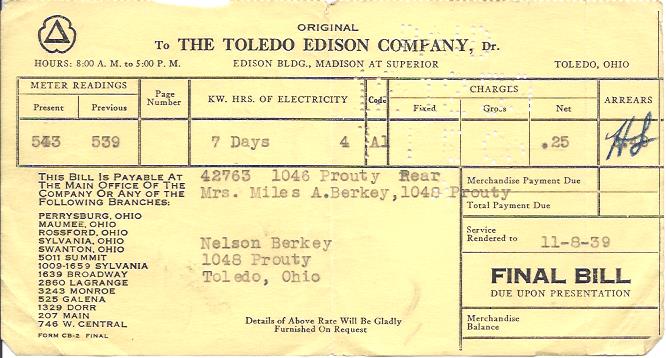 ORIGINAL
To THE TOLEDO EDISON COMPANY, Dr.
HOURS: 8:00 A. M. to 5:00 P. M. EDISON BLDG., MADISON AT SUPERIOR TOLEDO, OHIO
METER READINGS Page Number KW. HRS. OF ELECTRICITY Code CHARGES ARREARS
Present Previous Fixed Gross Net
543 539 7 Days 4 A1 .25
THIS BILL IS PAYABLE AT
THE MAIN OFFICE OF THE
COMPANY OR ANY OF THE
FOLLOWING BRANCHES:
PERRYSBURG, OHIO
MAUMEE, OHIO
ROSSFORD, OHIO
SYLVANIA, OHIO
SWANTON, OHIO
5011 SUMMIT
1009-1659 SYLVANIA
1639 BROADWAY
2860 LAGRANGE
3243 MONROE
525 GALENA
1329 DORR
207 MAIN
746 W. CENTRAL
FORM CB-2 FINAL
42763 1046 Prouty Rear
Mrs. Miles A.Berkey,1048 Prouty
Nelson Berkey
1048 Prouty
Toledo, Ohio
Details of Above Rate Will Be Gladly
Furnished On Request
Merchandise Payment Due
Total Payment Due
Service
Rendered to 11-8-39
FINAL BILL
DUE UPON PRESENTATION
Merchandise
Balance